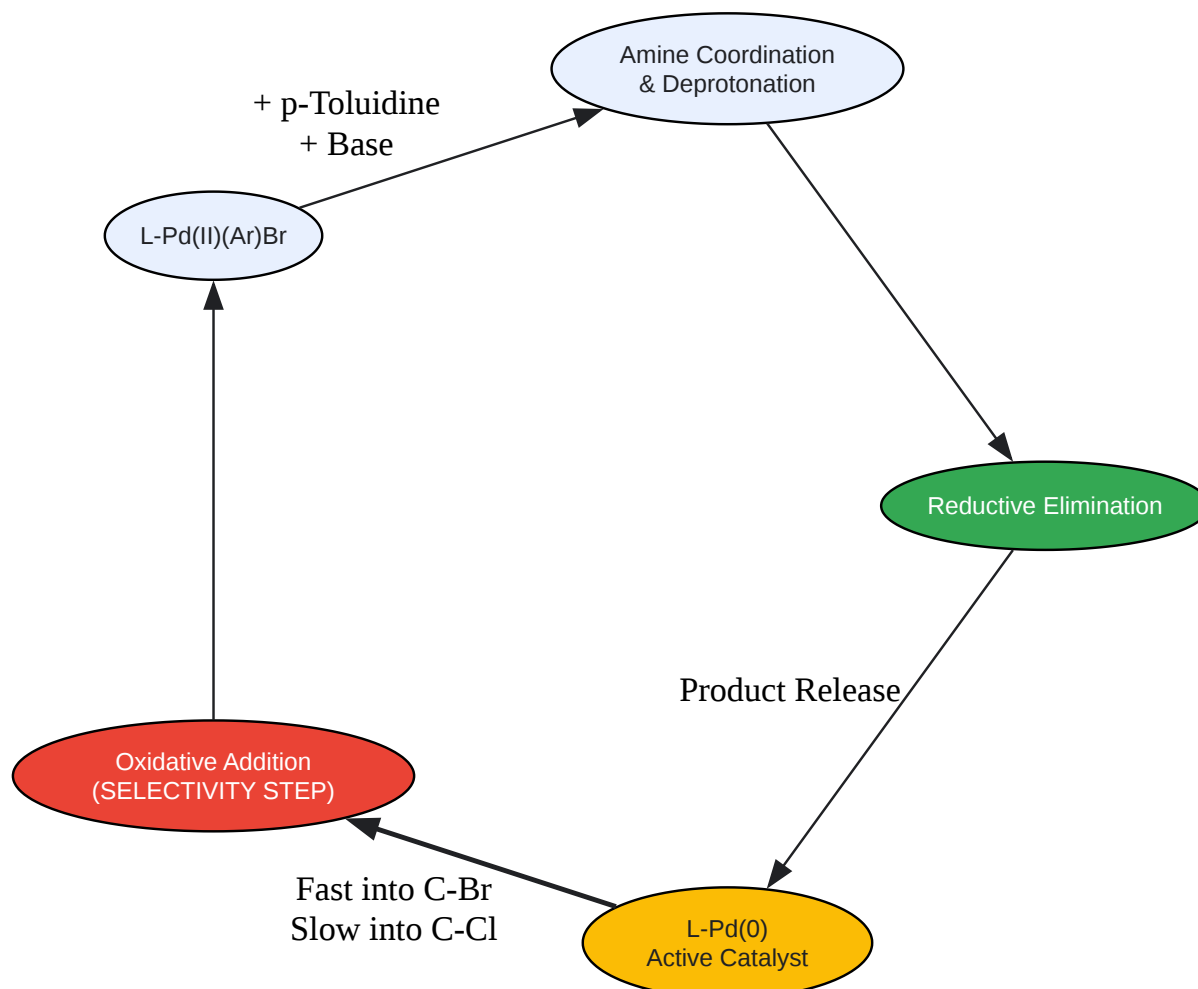 Amine Coordination
& Deprotonation
+ p-Toluidine
+ Base
L-Pd(II)(Ar)Br
Reductive Elimination
Product Release
Oxidative Addition
(SELECTIVITY STEP)
Fast into C-Br
Slow into C-Cl
L-Pd(0)
Active Catalyst